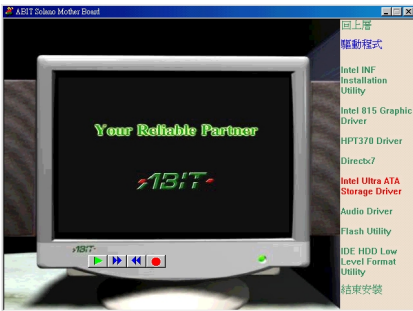 ABIT Solano Mother Board
回上層
驅動程式
Intel INF
Installation
Utility
Intel 815 Graphic
Driver
HPT370 Driver
Directx7
Intel Ultra ATA
Storage Driver
Audio Driver
Flash Utility
IDE HDD Low
Level Format
Utility
結束安裝
Your Reliable Partner
ABIT
ABIT